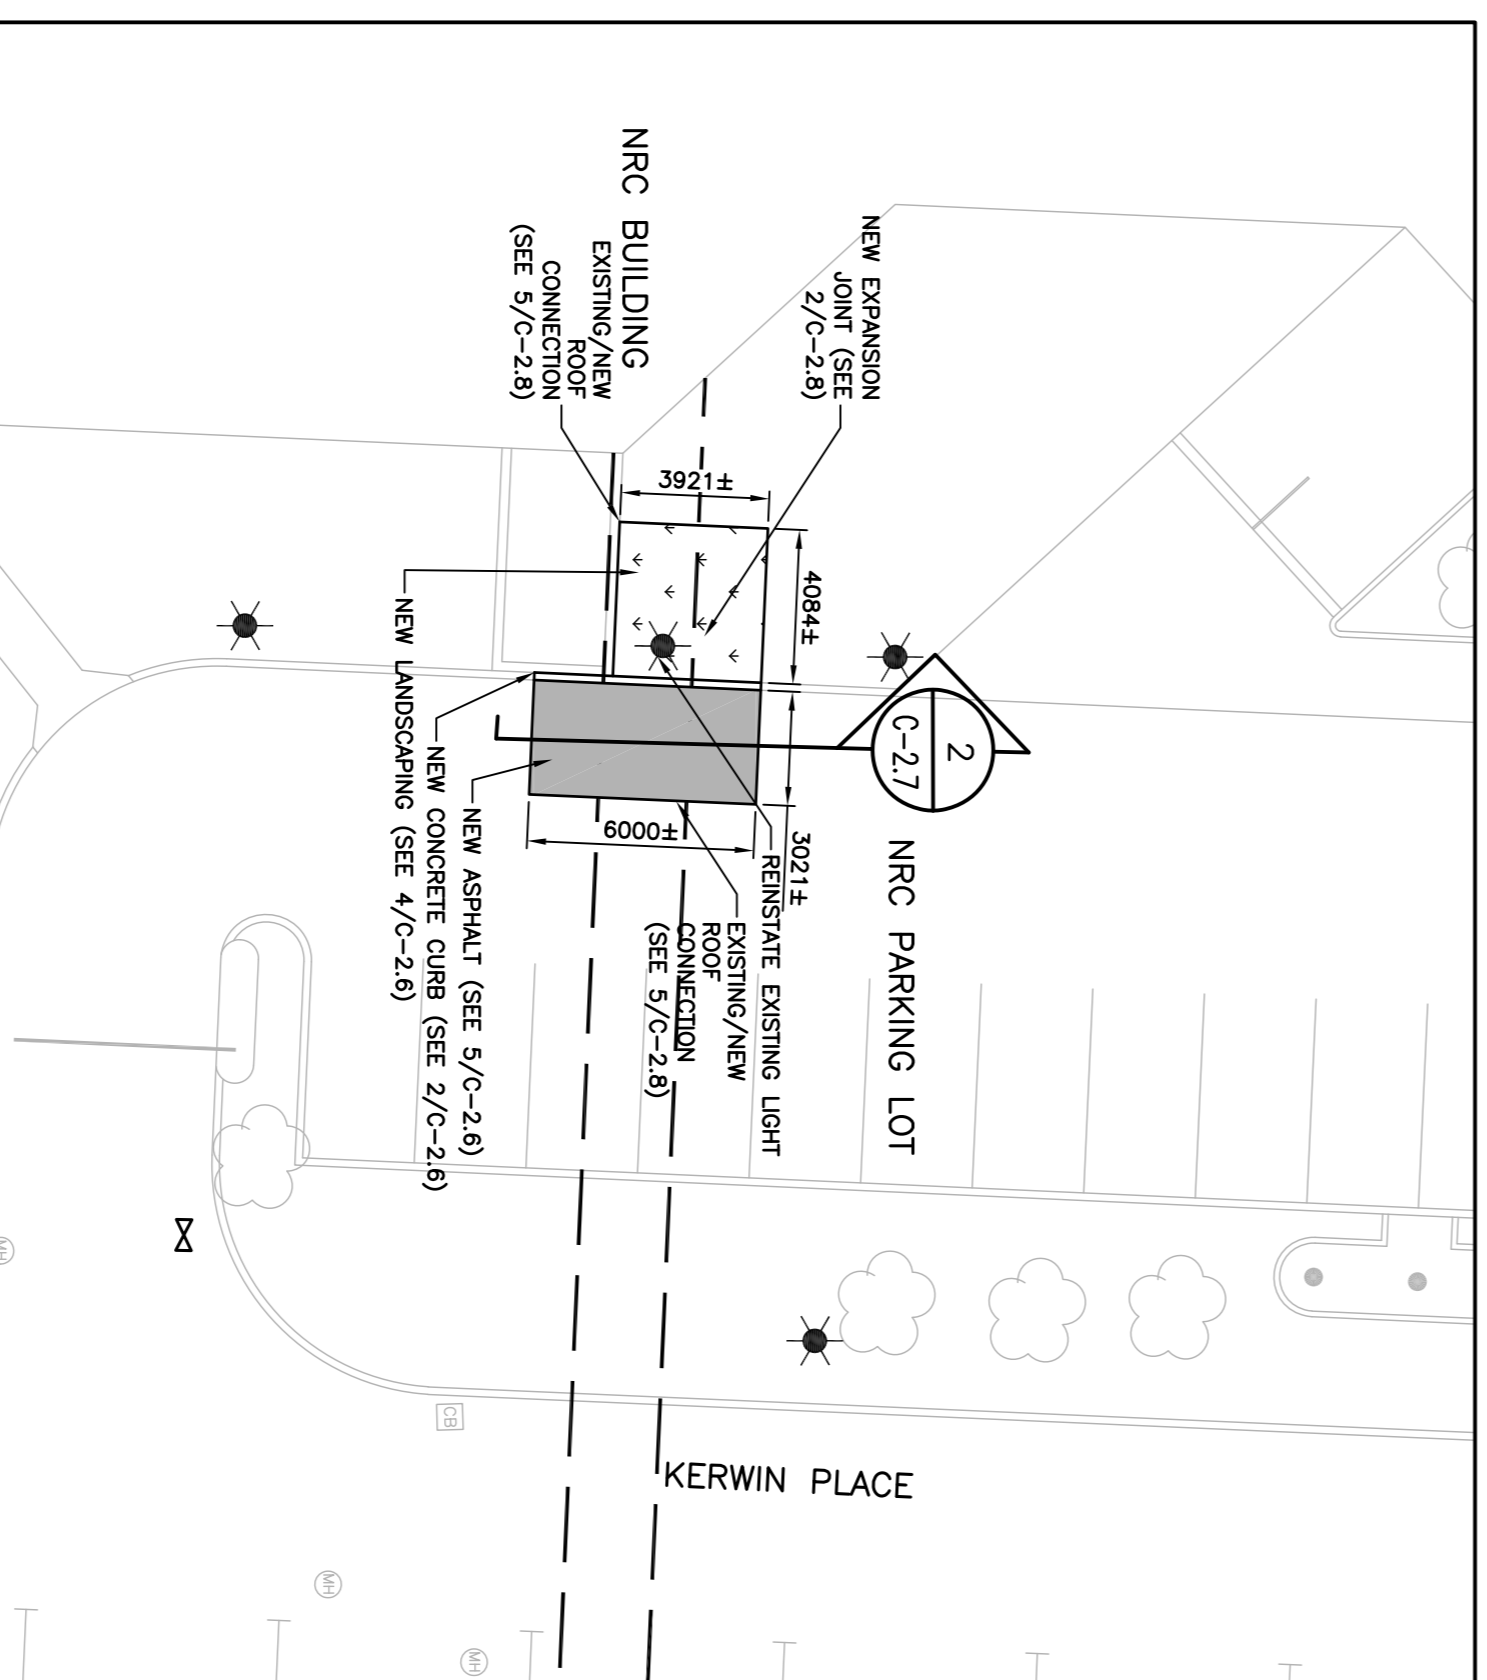 NRC BUILDING
NEW EXPANSION
JOINT (SEE
2/C-2.8)
EXISTING/NEW
ROOF
CONNECTION
(SEE 5/C-2.8)
3921±
4084±
2
C-2.7
NRC PARKING LOT
3021±
6000±
REINSTATE EXISTING LIGHT
EXISTING/NEW
ROOF
CONNECTION
(SEE 5/C-2.8)
NEW ASPHALT (SEE 5/C-2.6)
NEW CONCRETE CURB (SEE 2/C-2.6)
NEW LANDSCAPING (SEE 4/C-2.6)
MH
CB
KERWIN PLACE
MH
MH